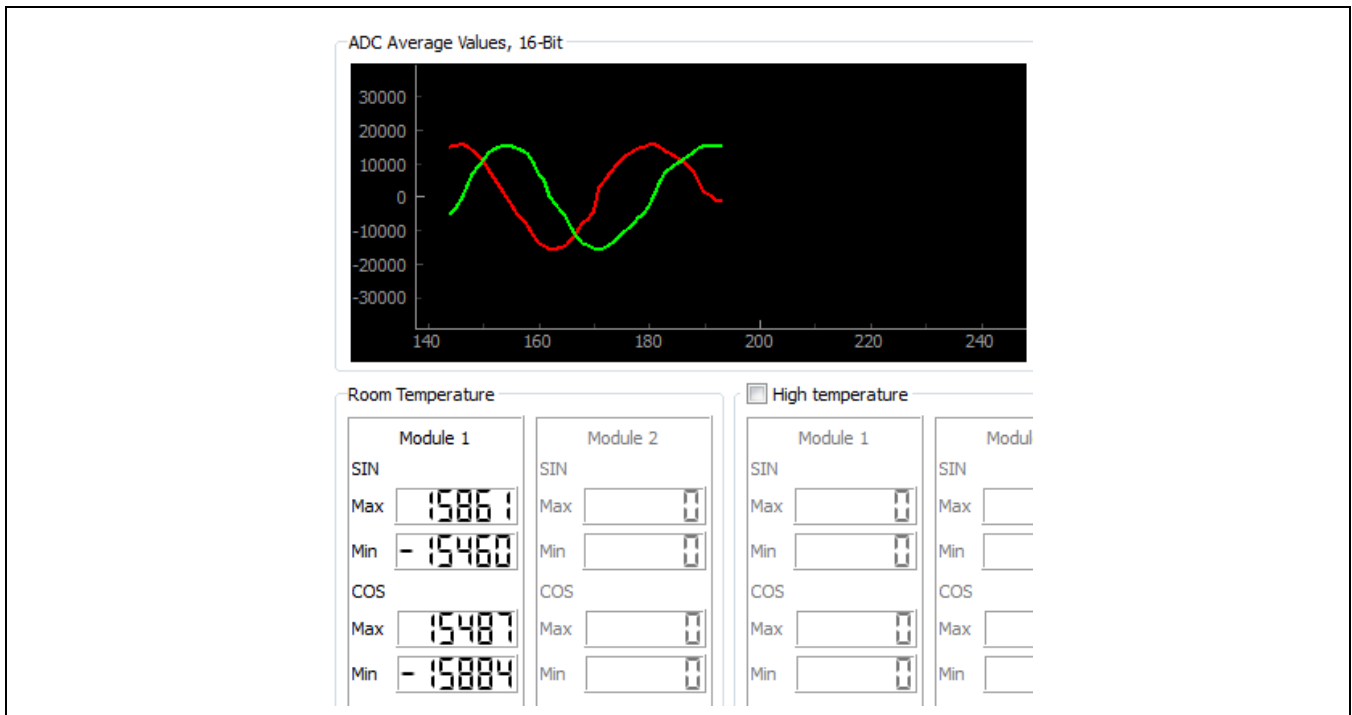 ADC Average Values, 16-Bit
30000
20000
10000
0
-10000
-20000
-30000
140 160 180 200 220 240
Room Temperature High temperature
Module 1 Module 2 Module 1 Modul
SIN SIN SIN SIN
Max 15861 Max 0 Max 0 Max
Min -15460 Min 0 Min 0 Min
COS COS COS COS
Max 15487 Max 0 Max 0 Max
Min -15884 Min 0 Min 0 Min